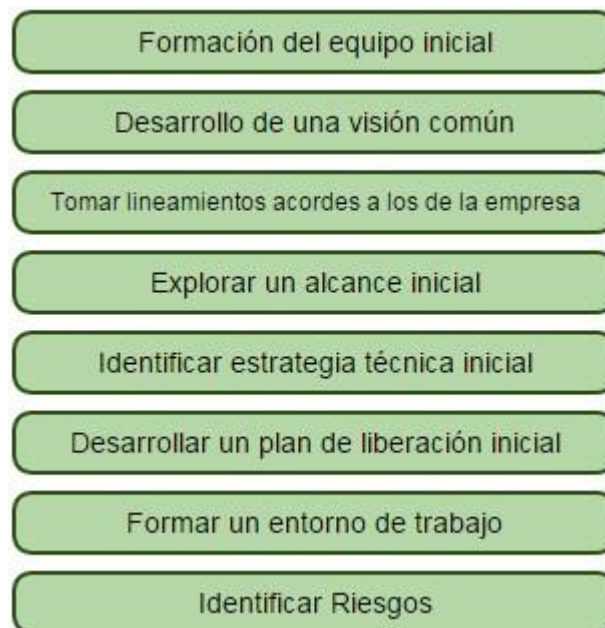 Formación del equipo inicial
Desarrollo de una visión común
Tomar lineamientos acordes a los de la empresa
Explorar un alcance inicial
Identificar estrategia técnica inicial
Desarrollar un plan de liberación inicial
Formar un entorno de trabajo
Identificar Riesgos